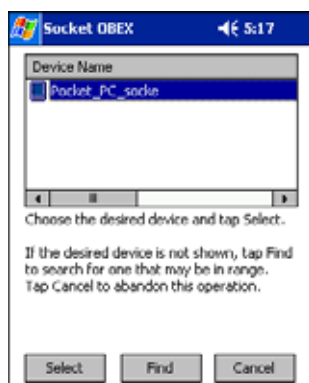 Socket OBEX 5:17
Device Name
Pocket_PC_socke
Choose the desired device and tap Select.
If the desired device is not shown, tap Find
to search for one that may be in range.
Tap Cancel to abandon this operation.
Select Find Cancel